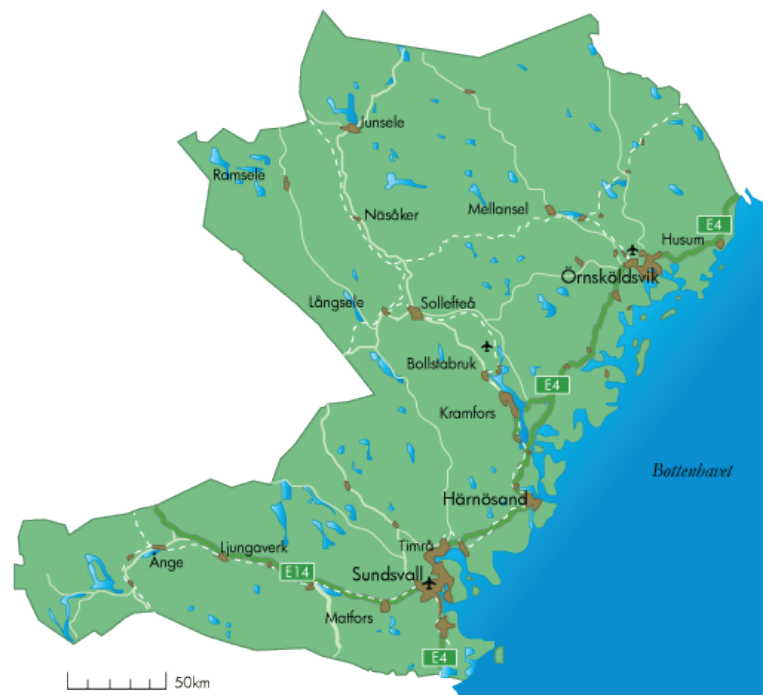 Junsele
Ramsele
Näsåker
Mellansel
E4
Husum
Örnsköldsvik
Långsele
Sollefteå
Bollstabruk
E4
Kramfors
Bottenhavet
Härnösand
Timrå
Ljungaverk
Ånge
E14
Sundsvall
Matfors
E4
50km